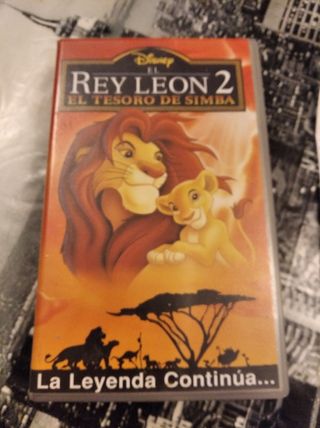 Disney
EL
REY LEON 2
EL TESORO DE SIMBA
La Leyenda Continúa...